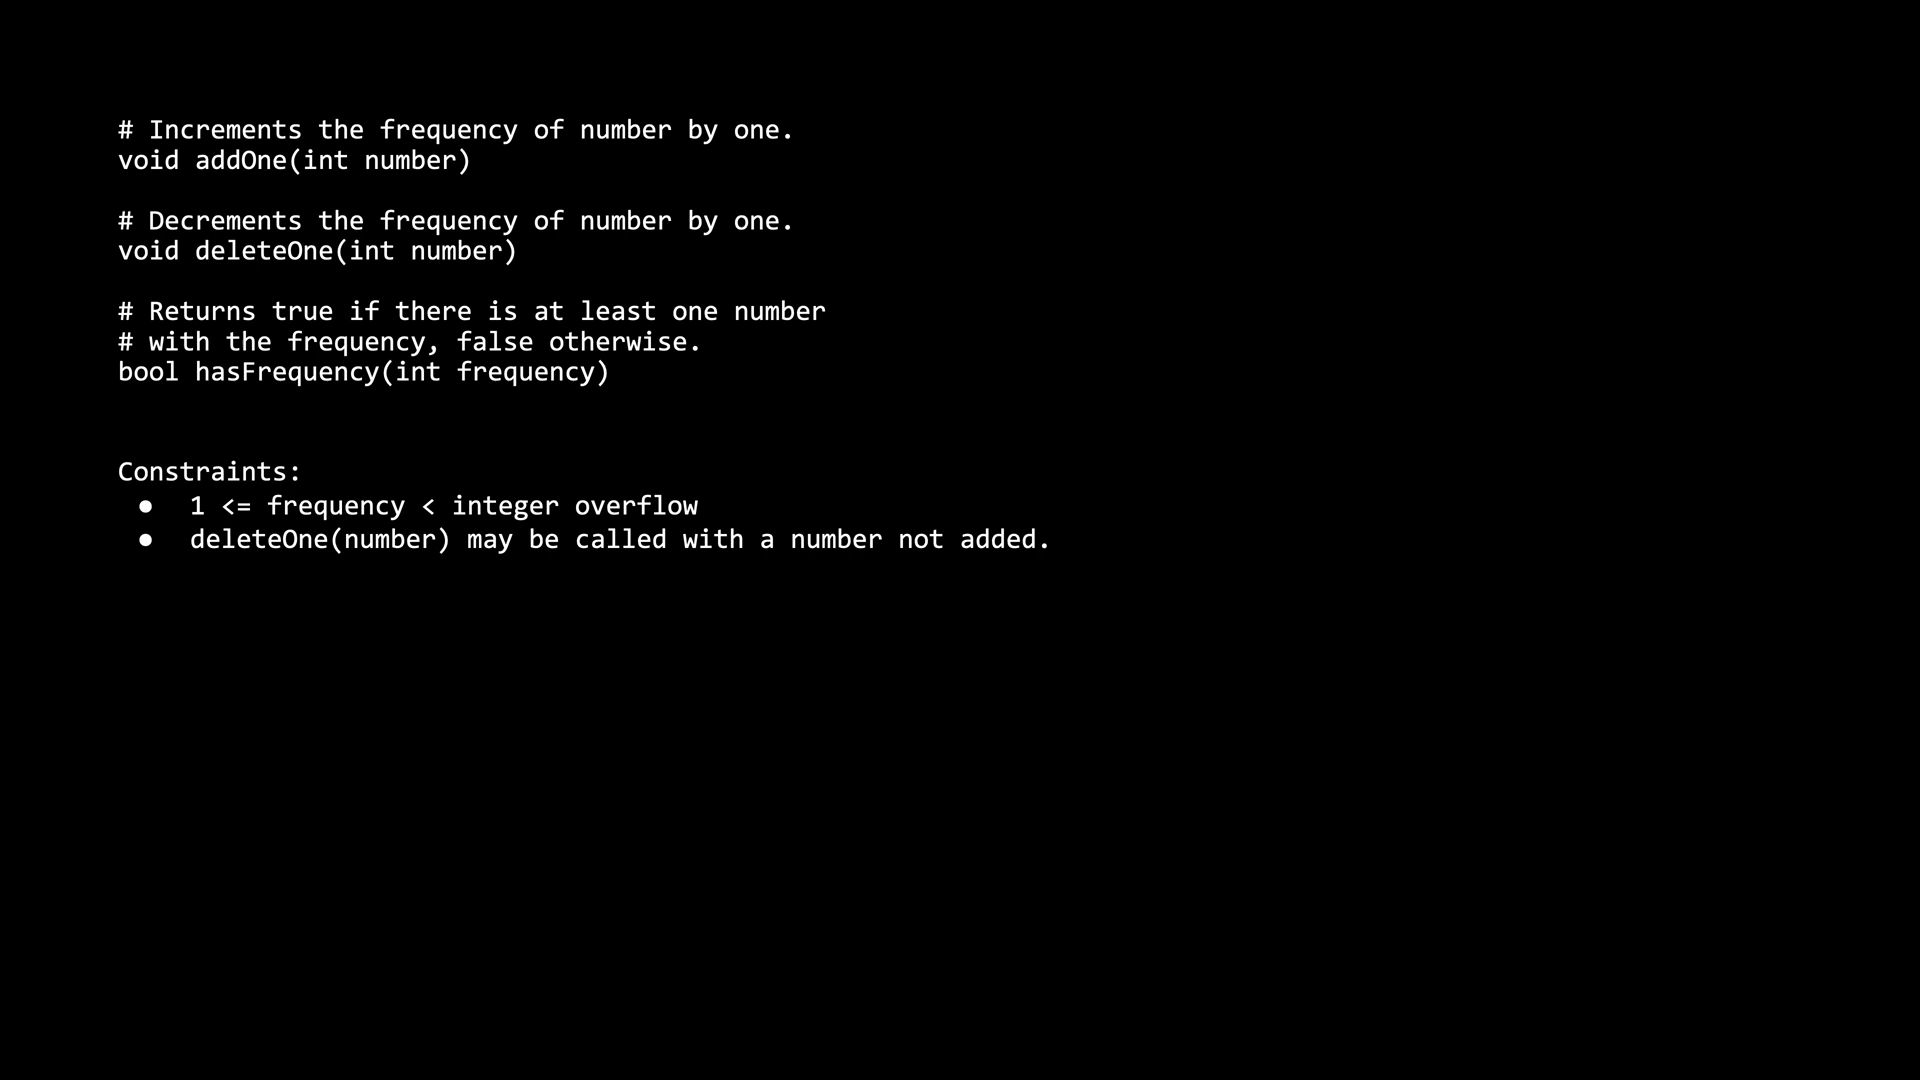 # Increments the frequency of number by one.
void addOne(int number)
# Decrements the frequency of number by one.
void deleteOne(int number)
# Returns true if there is at least one number
# with the frequency, false otherwise.
bool hasFrequency(int frequency)
Constraints:
● 1 <= frequency < integer overflow
● deleteOne(number) may be called with a number not added.